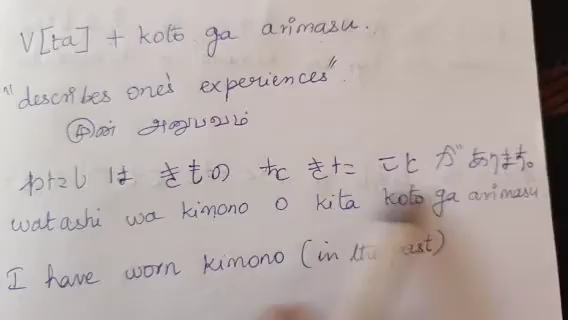 V[ta] + koto ga arimasu.
"describes one's experiences"
அனுபவம்
わたし は きもの を きた こと が あります。
watashi wa kimono o kita koto ga arimasu
I have worn kimono (in the past)